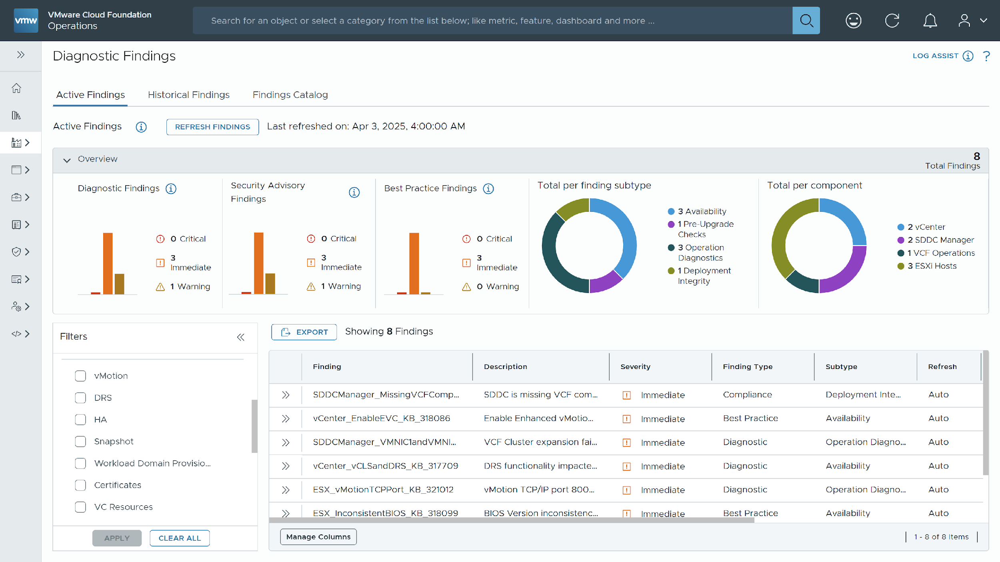 vmw
VMware Cloud Foundation
Operations
Search for an object or select a category from the list below; like metric, feature, dashboard and more ...
Diagnostic Findings
LOG ASSIST
Active Findings
Historical Findings
Findings Catalog
Active Findings
REFRESH FINDINGS
Last refreshed on: Apr 3, 2025, 4:00:00 AM
Overview
8
Total Findings
Diagnostic Findings
0 Critical
3
Immediate
1 Warning
Security Advisory
Findings
0 Critical
3
Immediate
1 Warning
Best Practice Findings
0 Critical
3
Immediate
0 Warning
Total per finding subtype
3 Availability
1 Pre-Upgrade
Checks
3 Operation
Diagnostics
1 Deployment
Integrity
Total per component
2 vCenter
2 SDDC Manager
1 VCF Operations
3 ESXi Hosts
Filters
vMotion
DRS
HA
Snapshot
Workload Domain Provisio...
Certificates
VC Resources
APPLY
CLEAR ALL
EXPORT
Showing 8 Findings
Finding Description Severity Finding Type Subtype Refresh
SDDCManager_MissingVCFComp... SDDC is missing VCF com... Immediate Compliance Deployment Inte... Auto
vCenter_EnableEVC_KB_318086 Enable Enhanced vMotio... Immediate Best Practice Availability Auto
SDDCManager_VMNIC1andVMNI... VCF Cluster expansion fai... Immediate Diagnostic Operation Diagno... Auto
vCenter_vCLSandDRS_KB_317709 DRS functionality impacte... Immediate Diagnostic Availability Auto
ESX_vMotionTCPPort_KB_321012 vMotion TCP/IP port 800... Immediate Diagnostic Operation Diagno... Auto
ESX_InconsistentBIOS_KB_318099 BIOS Version inconsistenc... Immediate Best Practice Availability Auto
Manage Columns
1 - 8 of 8 Items